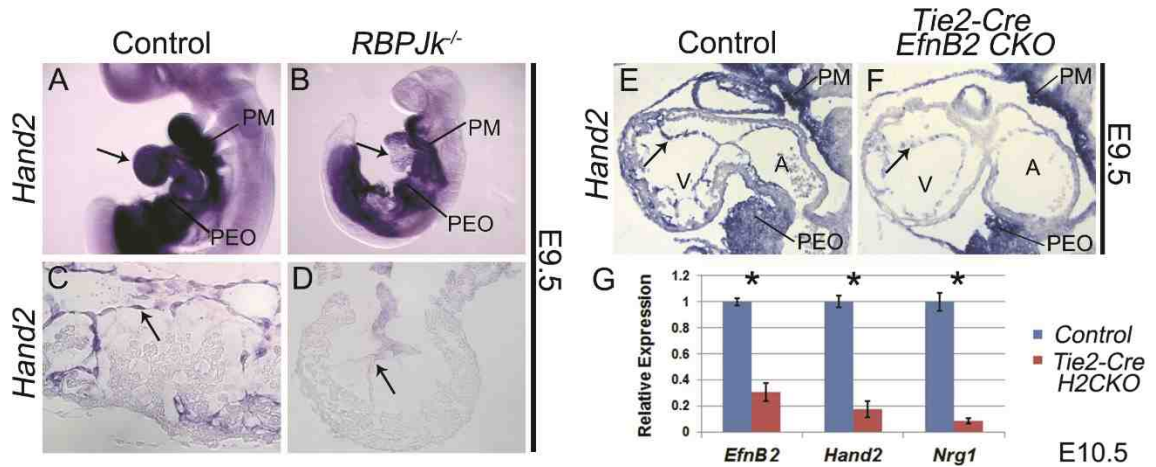 Control
RBPJk-/-
A
PM
PEO
B
PM
PEO
Hand2
C
D
Hand2
E9.5
Control
Tie2-Cre
EfnB2 CKO
E
PM
V
A
PEO
F
PM
V
A
PEO
Hand2
E9.5
G
* * *
Relative Expression
1.2
1
0.8
0.6
0.4
0.2
0
EfnB2 Hand2 Nrg1
Control
Tie2-Cre
H2CKO
E10.5